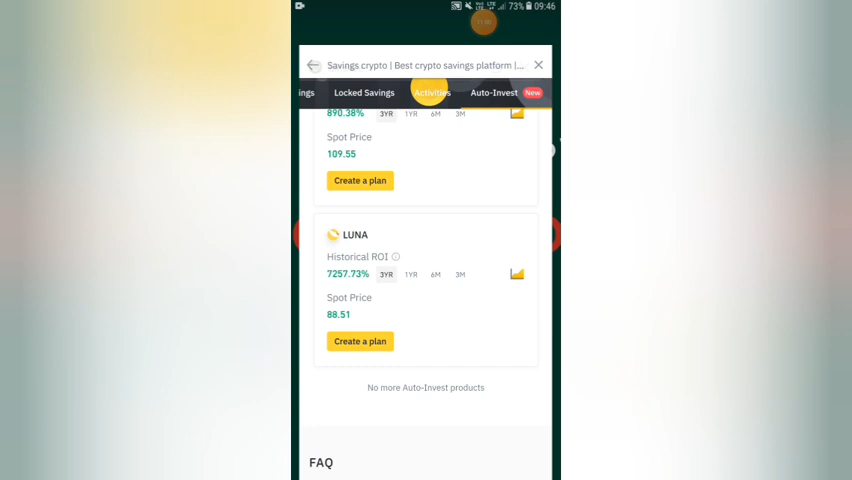 73% 09:46
Savings crypto | Best crypto savings platform |...
ings Locked Savings Activities Auto-Invest New
890.38% 3YR 1YR 6M 3M
Spot Price
109.55
Create a plan
LUNA
Historical ROI
7257.73% 3YR 1YR 6M 3M
Spot Price
88.51
Create a plan
No more Auto-Invest products
FAQ